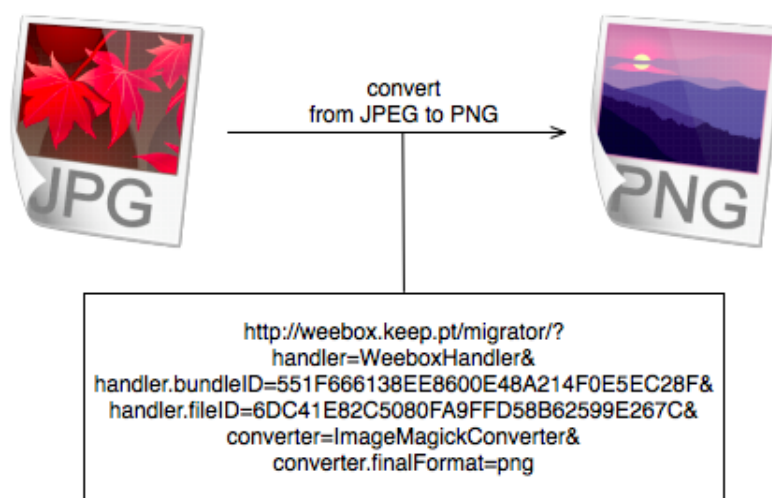 JPG
convert
from JPEG to PNG
PNG
http://weebox.keep.pt/migrator/?
handler=WeeboxHandler&
handler.bundleID=551F666138EE8600E48A214F0E5EC28F&
handler.fileID=6DC41E82C5080FA9FFD58B62599E267C&
converter=ImageMagickConverter&
converter.finalFormat=png